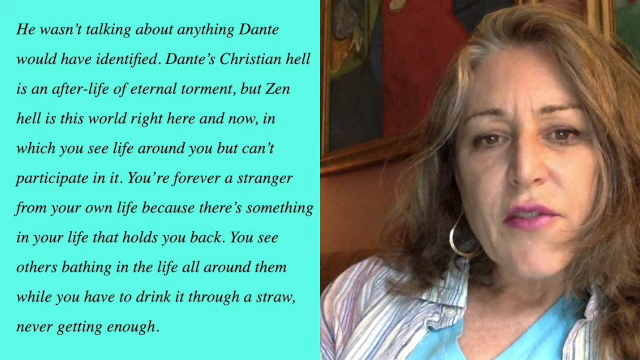 He wasn't talking about anything Dante
would have identified. Dante's Christian hell
is an after-life of eternal torment, but Zen
hell is this world right here and now, in
which you see life around you but can't
participate in it. You're forever a stranger
from your own life because there's something
in your life that holds you back. You see
others bathing in the life all around them
while you have to drink it through a straw,
never getting enough.